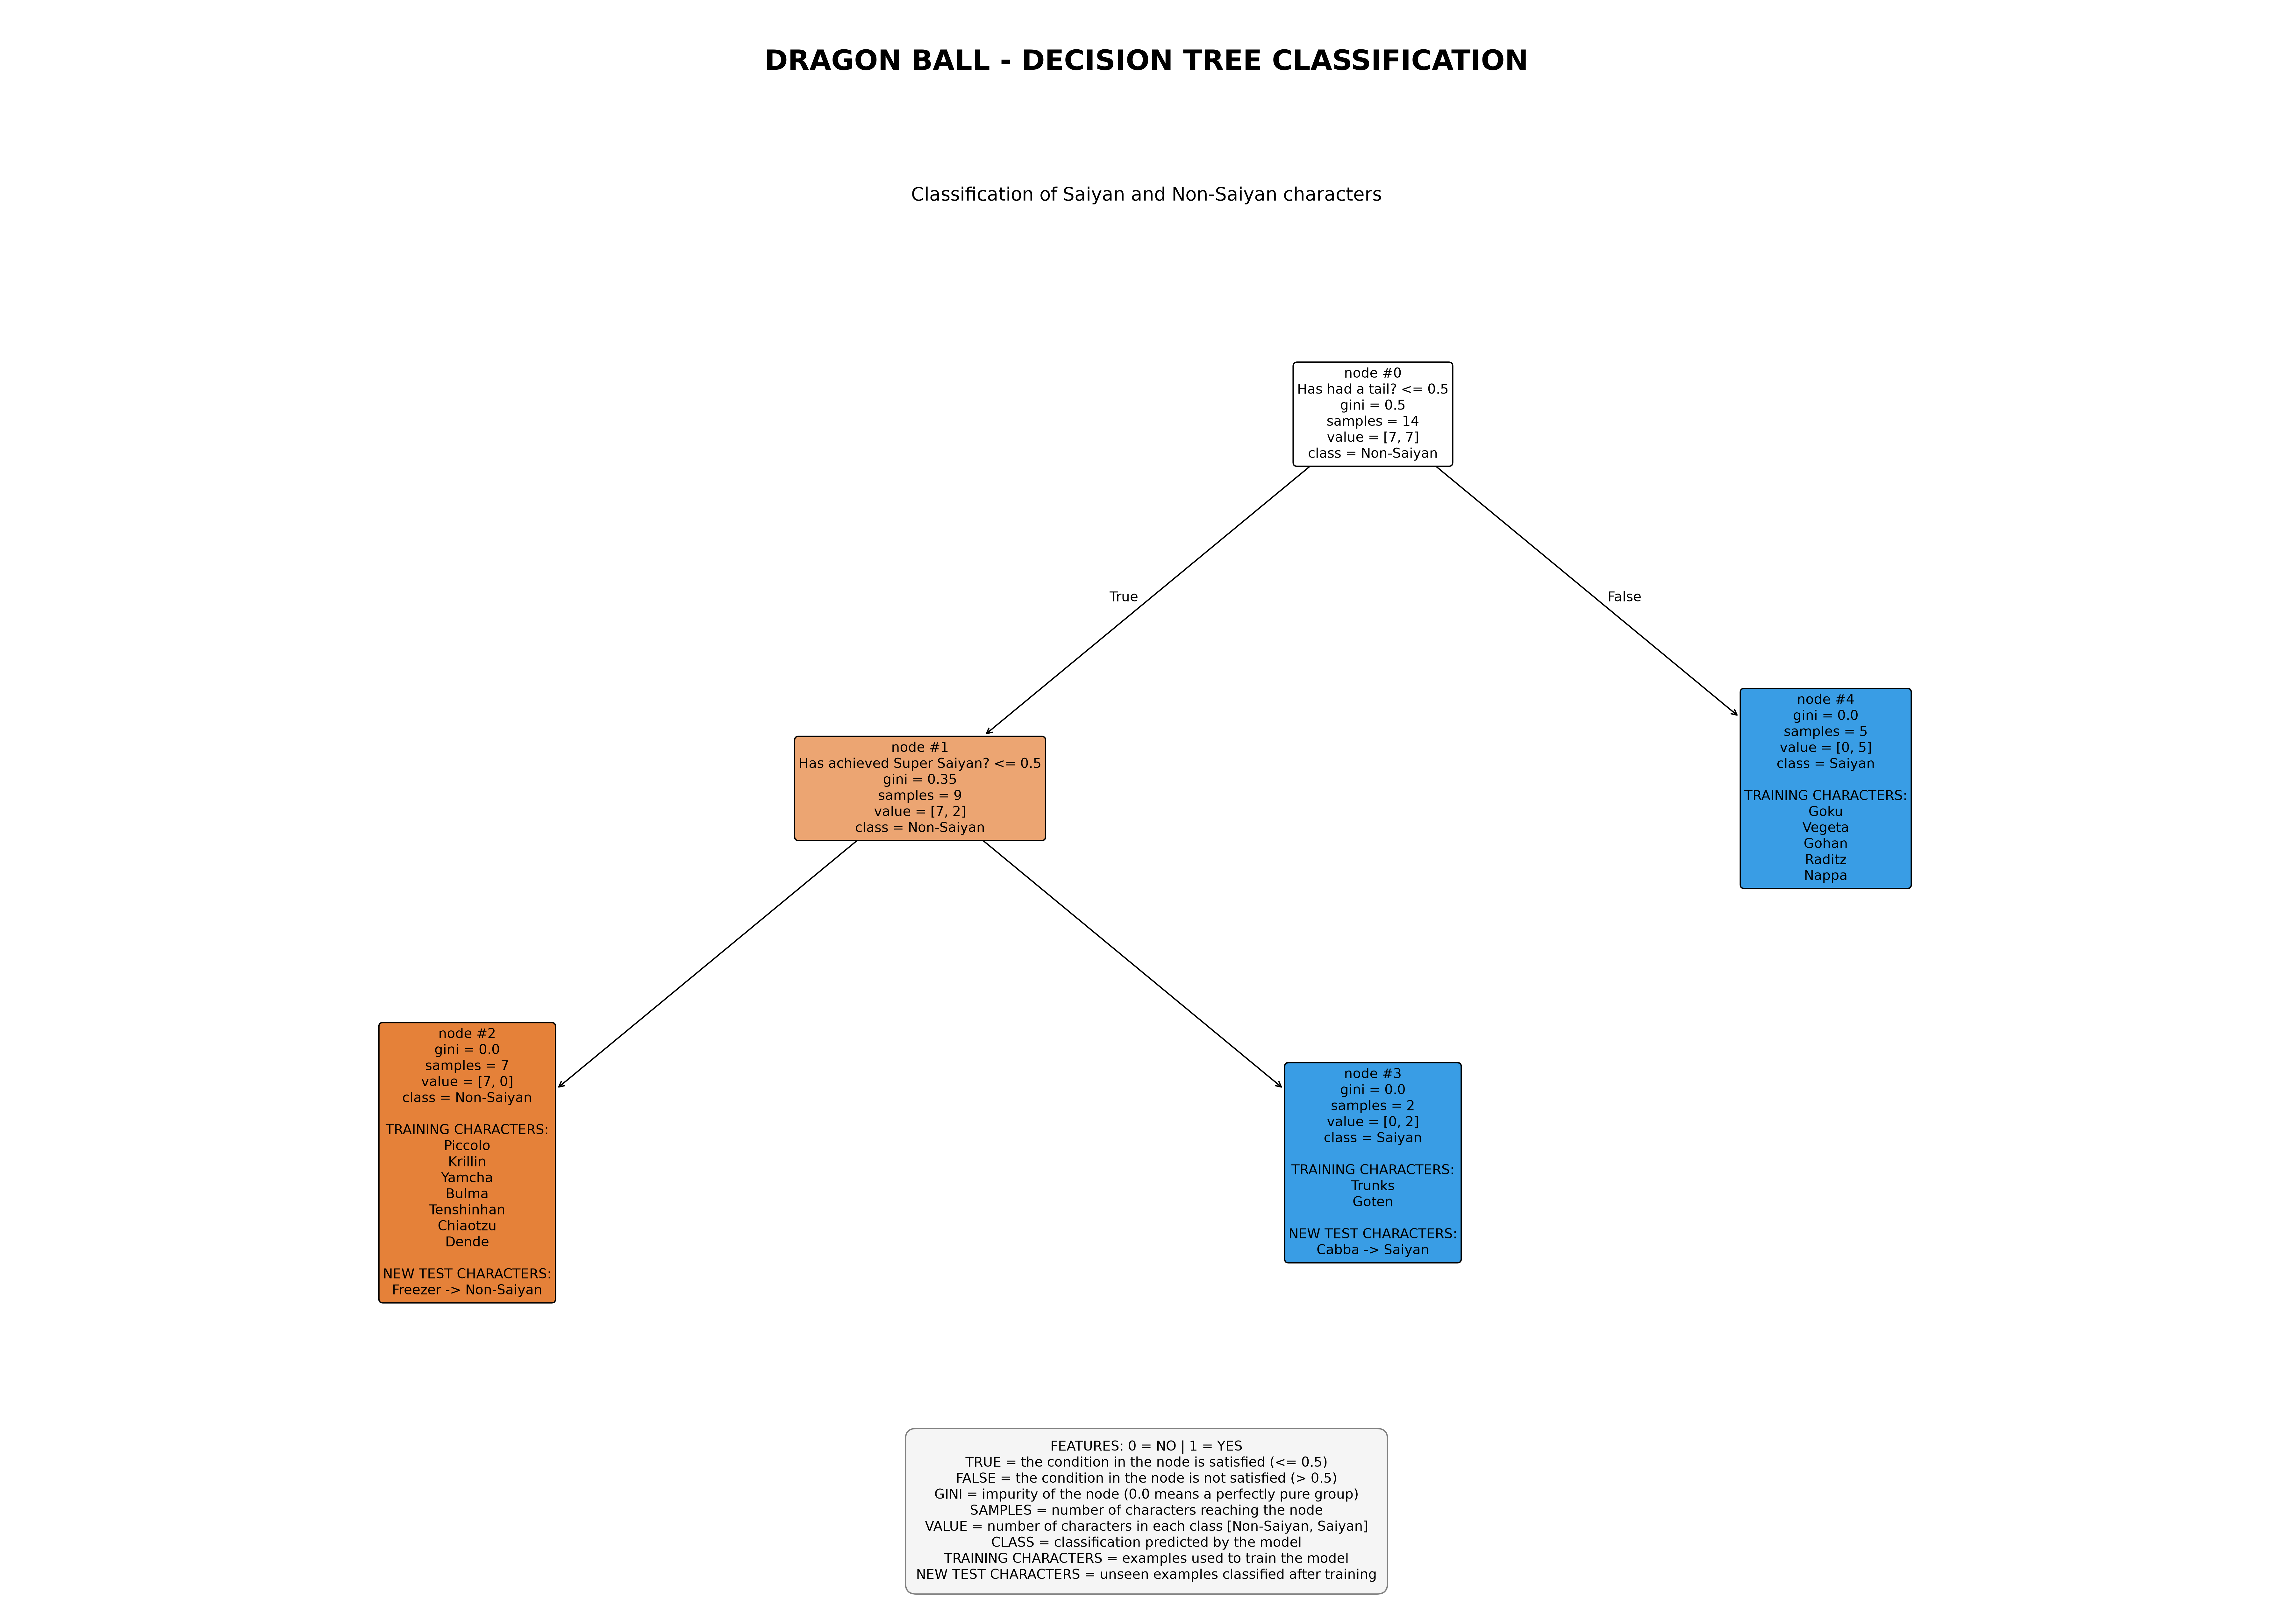 DRAGON BALL - DECISION TREE CLASSIFICATION
Classification of Saiyan and Non-Saiyan characters
node #0
Has had a tail? <= 0.5
gini = 0.5
samples = 14
value = [7, 7]
class = Non-Saiyan
True
False
node #1
Has achieved Super Saiyan? <= 0.5
gini = 0.35
samples = 9
value = [7, 2]
class = Non-Saiyan
node #4
gini = 0.0
samples = 5
value = [0, 5]
class = Saiyan
TRAINING CHARACTERS:
Goku
Vegeta
Gohan
Raditz
Nappa
node #2
gini = 0.0
samples = 7
value = [7, 0]
class = Non-Saiyan
TRAINING CHARACTERS:
Piccolo
Krillin
Yamcha
Bulma
Tenshinhan
Chiaotzu
Dende
NEW TEST CHARACTERS:
Freezer -> Non-Saiyan
node #3
gini = 0.0
samples = 2
value = [0, 2]
class = Saiyan
TRAINING CHARACTERS:
Trunks
Goten
NEW TEST CHARACTERS:
Cabba -> Saiyan
FEATURES: 0 = NO | 1 = YES
TRUE = the condition in the node is satisfied (<= 0.5)
FALSE = the condition in the node is not satisfied (> 0.5)
GINI = impurity of the node (0.0 means a perfectly pure group)
SAMPLES = number of characters reaching the node
VALUE = number of characters in each class [Non-Saiyan, Saiyan]
CLASS = classification predicted by the model
TRAINING CHARACTERS = examples used to train the model
NEW TEST CHARACTERS = unseen examples classified after training